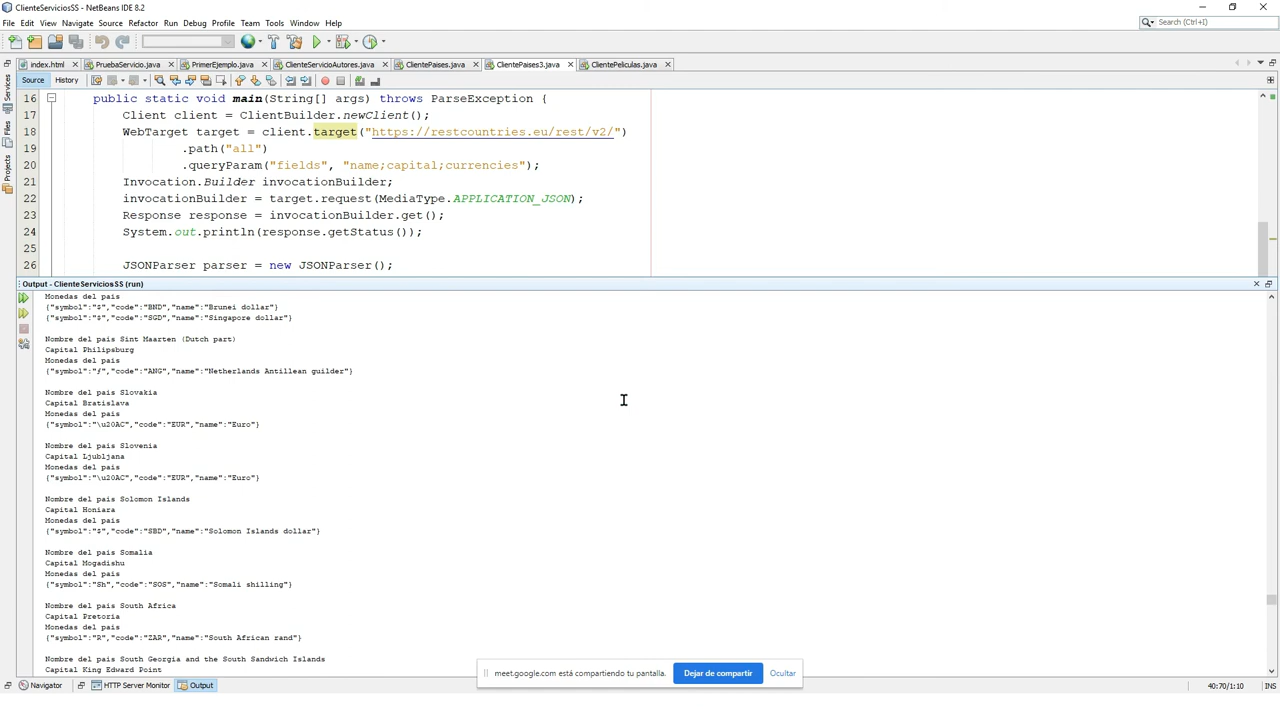 ClienteServiciosSS - NetBeans IDE 8.2
File Edit View Navigate Source Refactor Run Debug Profile Team Tools Window Help
Search (Ctrl+I)
index.html PruebaServicio.java PrimerEjemplo.java ClienteServicioAutores.java ClientePaises.java ClientePaises3.java ClientePeliculas.java
Source History
Services
Files
Projects
16 public static void main(String[] args) throws ParseException {
17 Client client = ClientBuilder.newClient();
18 WebTarget target = client.target("https://restcountries.eu/rest/v2/")
19 .path("all")
20 .queryParam("fields", "name;capital;currencies");
21 Invocation.Builder invocationBuilder;
22 invocationBuilder = target.request(MediaType.APPLICATION_JSON);
23 Response response = invocationBuilder.get();
24 System.out.println(response.getStatus());
25
26 JSONParser parser = new JSONParser();
Output - ClienteServiciosSS (run)
Monedas del pais
{"symbol":"$","code":"BND","name":"Brunei dollar"}
{"symbol":"$","code":"SGD","name":"Singapore dollar"}
Nombre del pais Sint Maarten (Dutch part)
Capital Philipsburg
Monedas del pais
{"symbol":"ƒ","code":"ANG","name":"Netherlands Antillean guilder"}
Nombre del pais Slovakia
Capital Bratislava
Monedas del pais
{"symbol":"\u20AC","code":"EUR","name":"Euro"}
Nombre del pais Slovenia
Capital Ljubljana
Monedas del pais
{"symbol":"\u20AC","code":"EUR","name":"Euro"}
Nombre del pais Solomon Islands
Capital Honiara
Monedas del pais
{"symbol":"$","code":"SBD","name":"Solomon Islands dollar"}
Nombre del pais Somalia
Capital Mogadishu
Monedas del pais
{"symbol":"Sh","code":"SOS","name":"Somali shilling"}
Nombre del pais South Africa
Capital Pretoria
Monedas del pais
{"symbol":"R","code":"ZAR","name":"South African rand"}
Nombre del pais South Georgia and the South Sandwich Islands
Capital King Edward Point
meet.google.com está compartiendo tu pantalla. Dejar de compartir Ocultar
Navigator HTTP Server Monitor Output
40:70/1:10 INS